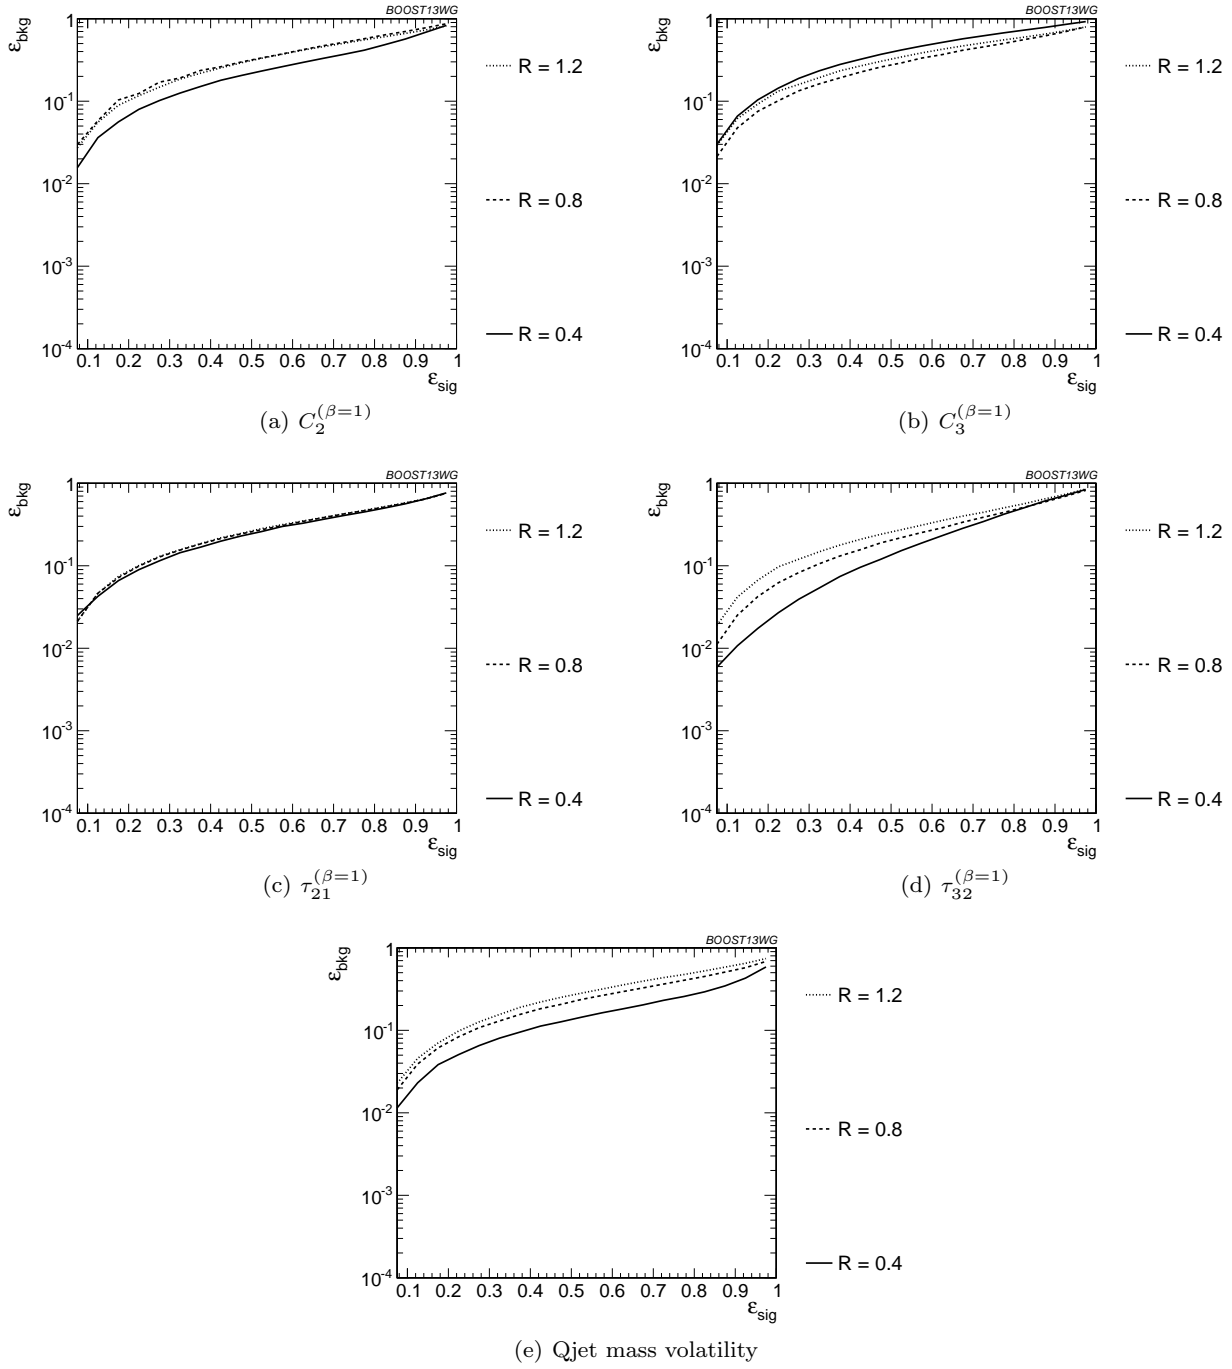 BOOST13WG
ε_bkg
1
10^-1
10^-2
10^-3
10^-4
0.1 0.2 0.3 0.4 0.5 0.6 0.7 0.8 0.9 1
ε_sig
R = 1.2
R = 0.8
R = 0.4
(a) C_2^(β=1)
BOOST13WG
ε_bkg
1
10^-1
10^-2
10^-3
10^-4
0.1 0.2 0.3 0.4 0.5 0.6 0.7 0.8 0.9 1
ε_sig
R = 1.2
R = 0.8
R = 0.4
(b) C_3^(β=1)
BOOST13WG
ε_bkg
1
10^-1
10^-2
10^-3
10^-4
0.1 0.2 0.3 0.4 0.5 0.6 0.7 0.8 0.9 1
ε_sig
R = 1.2
R = 0.8
R = 0.4
(c) τ_21^(β=1)
BOOST13WG
ε_bkg
1
10^-1
10^-2
10^-3
10^-4
0.1 0.2 0.3 0.4 0.5 0.6 0.7 0.8 0.9 1
ε_sig
R = 1.2
R = 0.8
R = 0.4
(d) τ_32^(β=1)
BOOST13WG
ε_bkg
1
10^-1
10^-2
10^-3
10^-4
0.1 0.2 0.3 0.4 0.5 0.6 0.7 0.8 0.9 1
ε_sig
R = 1.2
R = 0.8
R = 0.4
(e) Qjet mass volatility